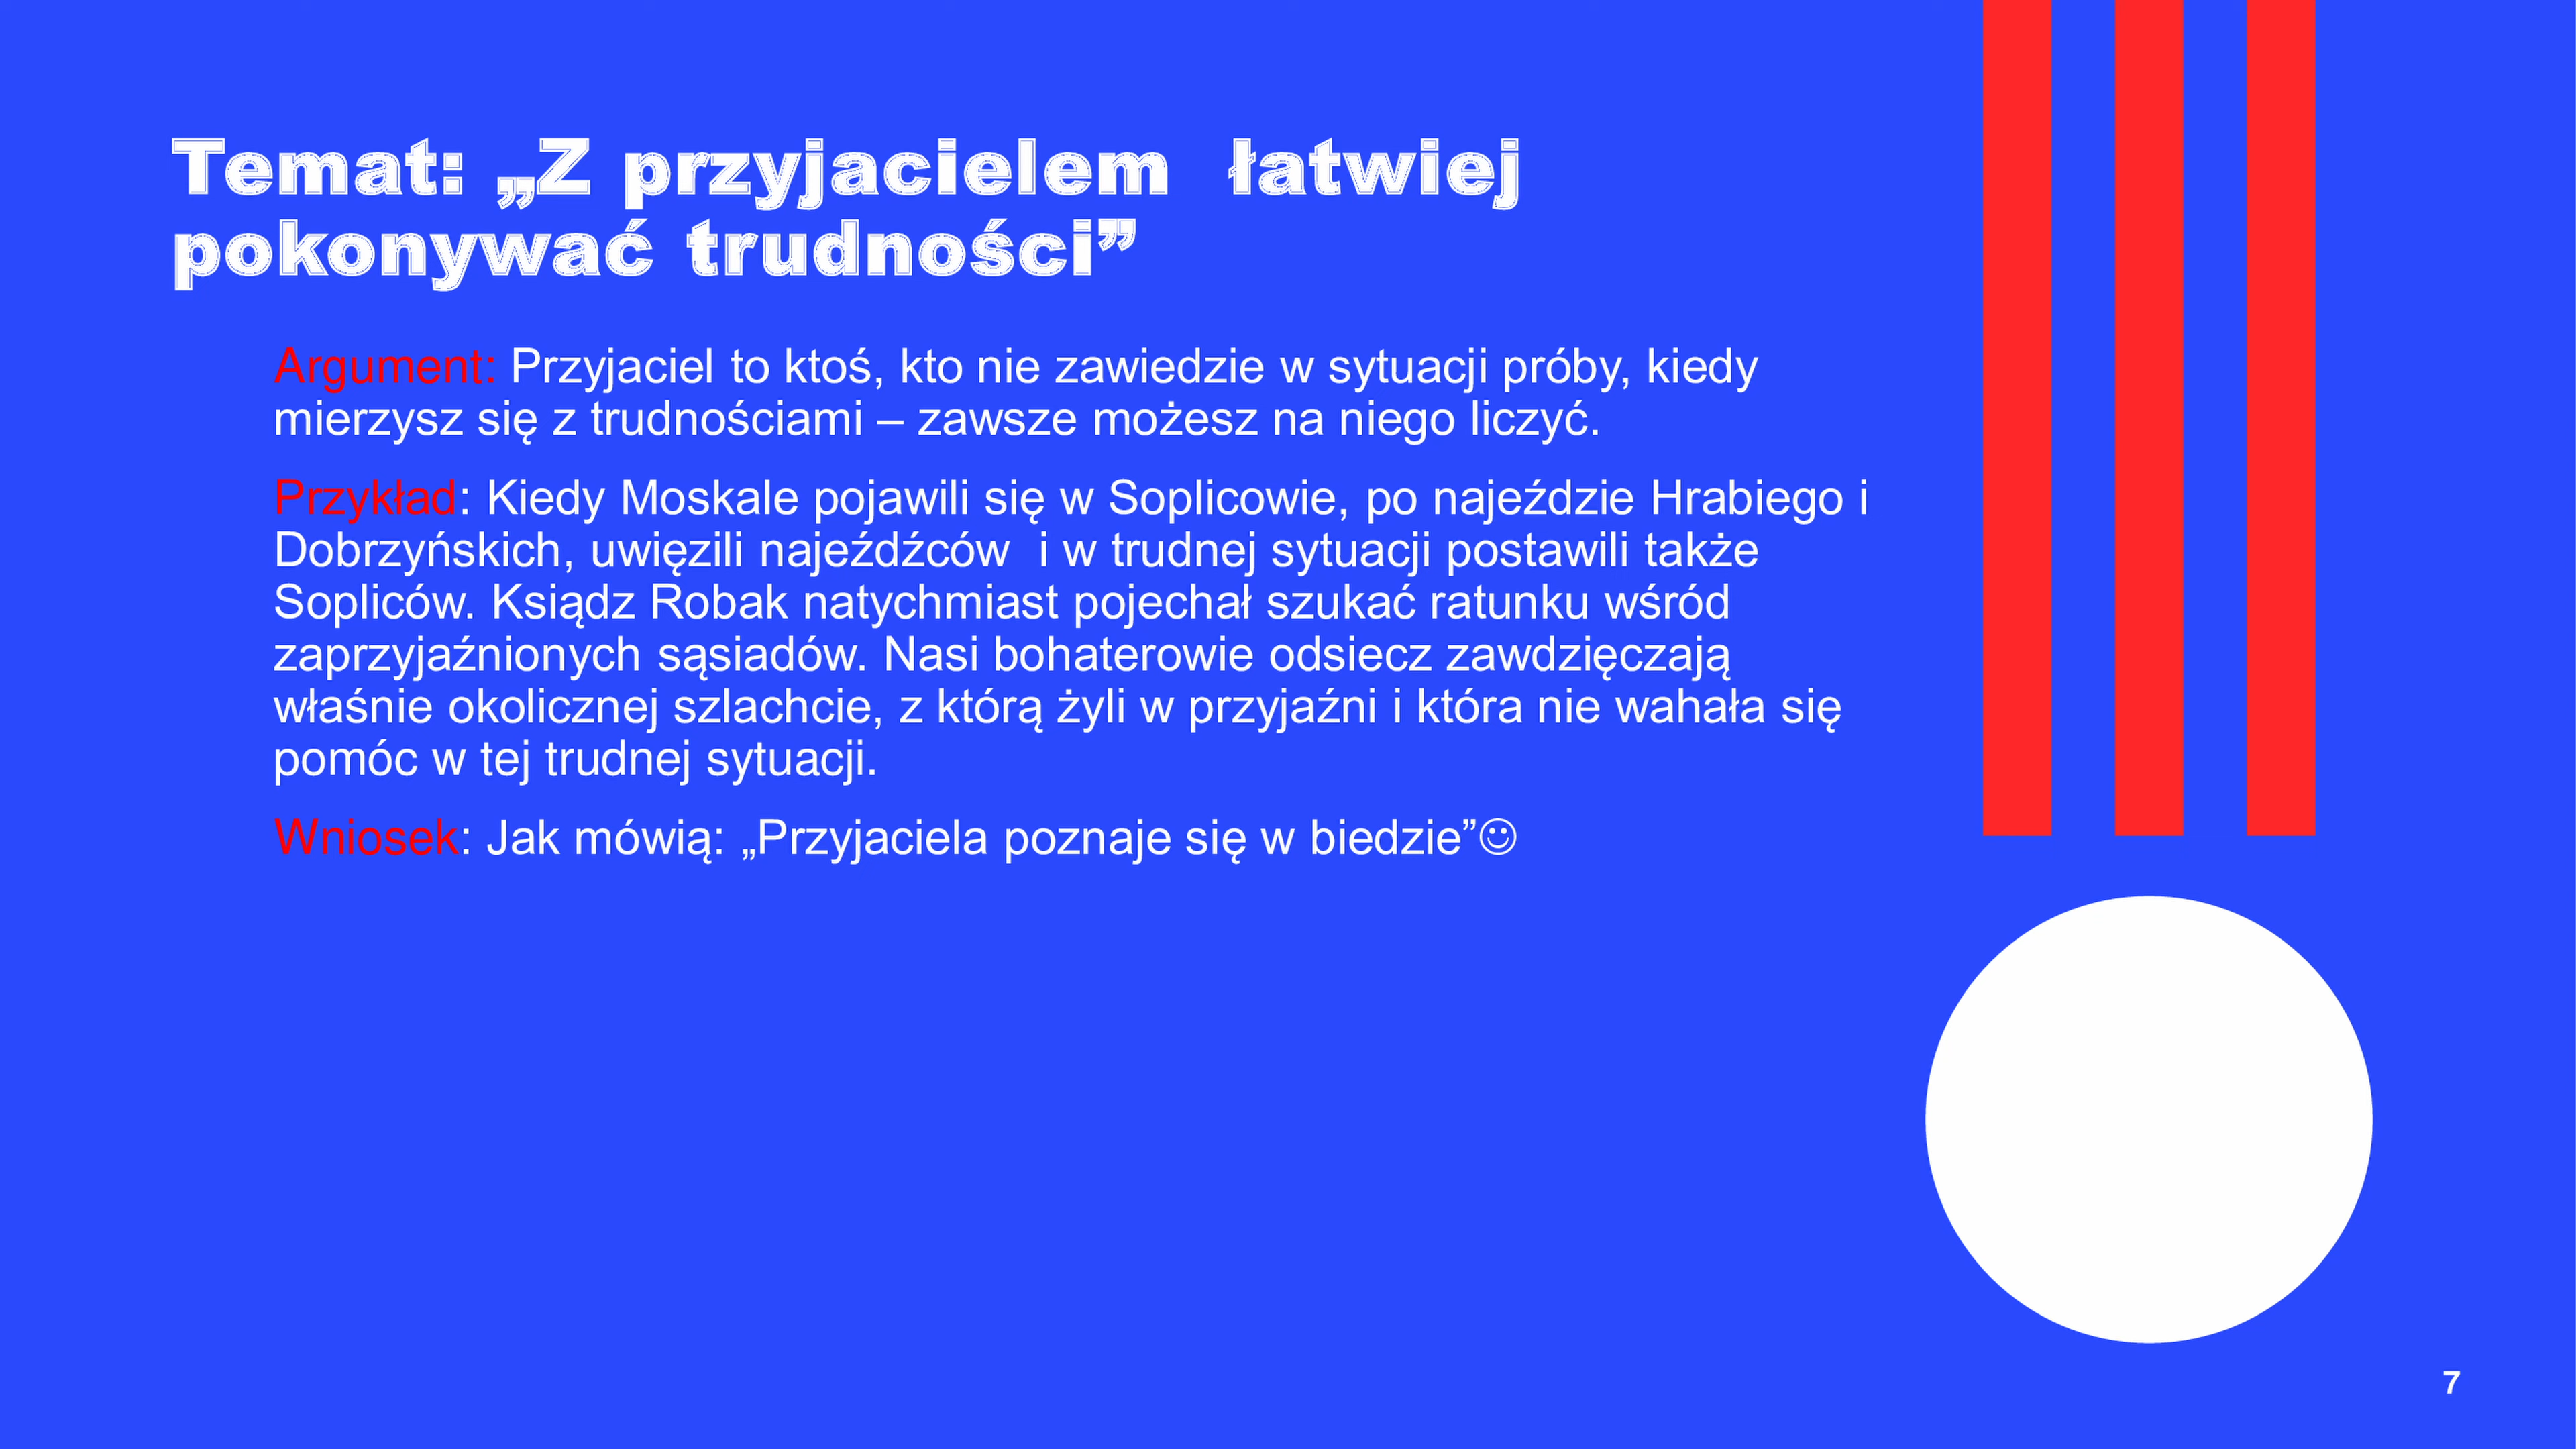 Temat: „Z przyjacielem  łatwiej
pokonywać trudności”
Argument: Przyjaciel to ktoś, kto nie zawiedzie w sytuacji próby, kiedy
mierzysz się z trudnościami – zawsze możesz na niego liczyć.
Przykład: Kiedy Moskale pojawili się w Soplicowie, po najeździe Hrabiego i
Dobrzyńskich, uwięzili najeźdźców  i w trudnej sytuacji postawili także
Sopliców. Ksiądz Robak natychmiast pojechał szukać ratunku wśród
zaprzyjaźnionych sąsiadów. Nasi bohaterowie odsiecz zawdzięczają
właśnie okolicznej szlachcie, z którą żyli w przyjaźni i która nie wahała się
pomóc w tej trudnej sytuacji.
Wniosek: Jak mówią: „Przyjaciela poznaje się w biedzie”☺
7